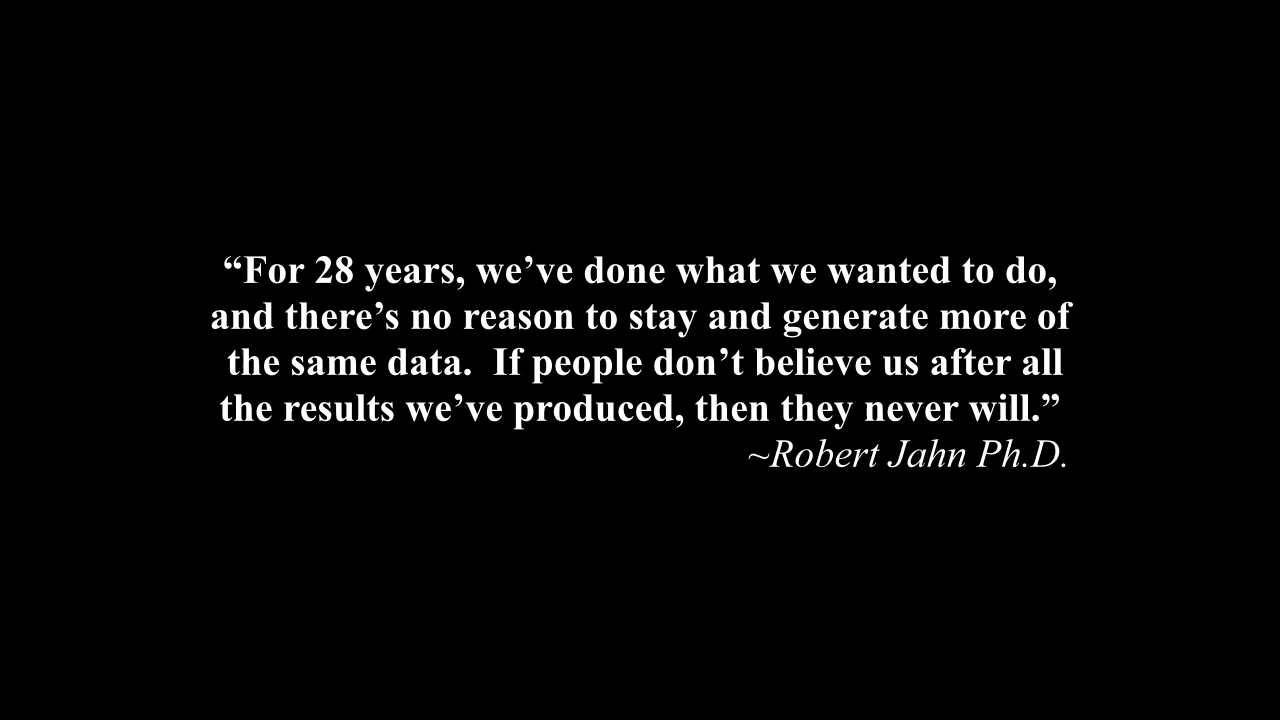 “For 28 years, we’ve done what we wanted to do,
and there’s no reason to stay and generate more of
the same data.  If people don’t believe us after all
the results we’ve produced, then they never will.”
~Robert Jahn Ph.D.